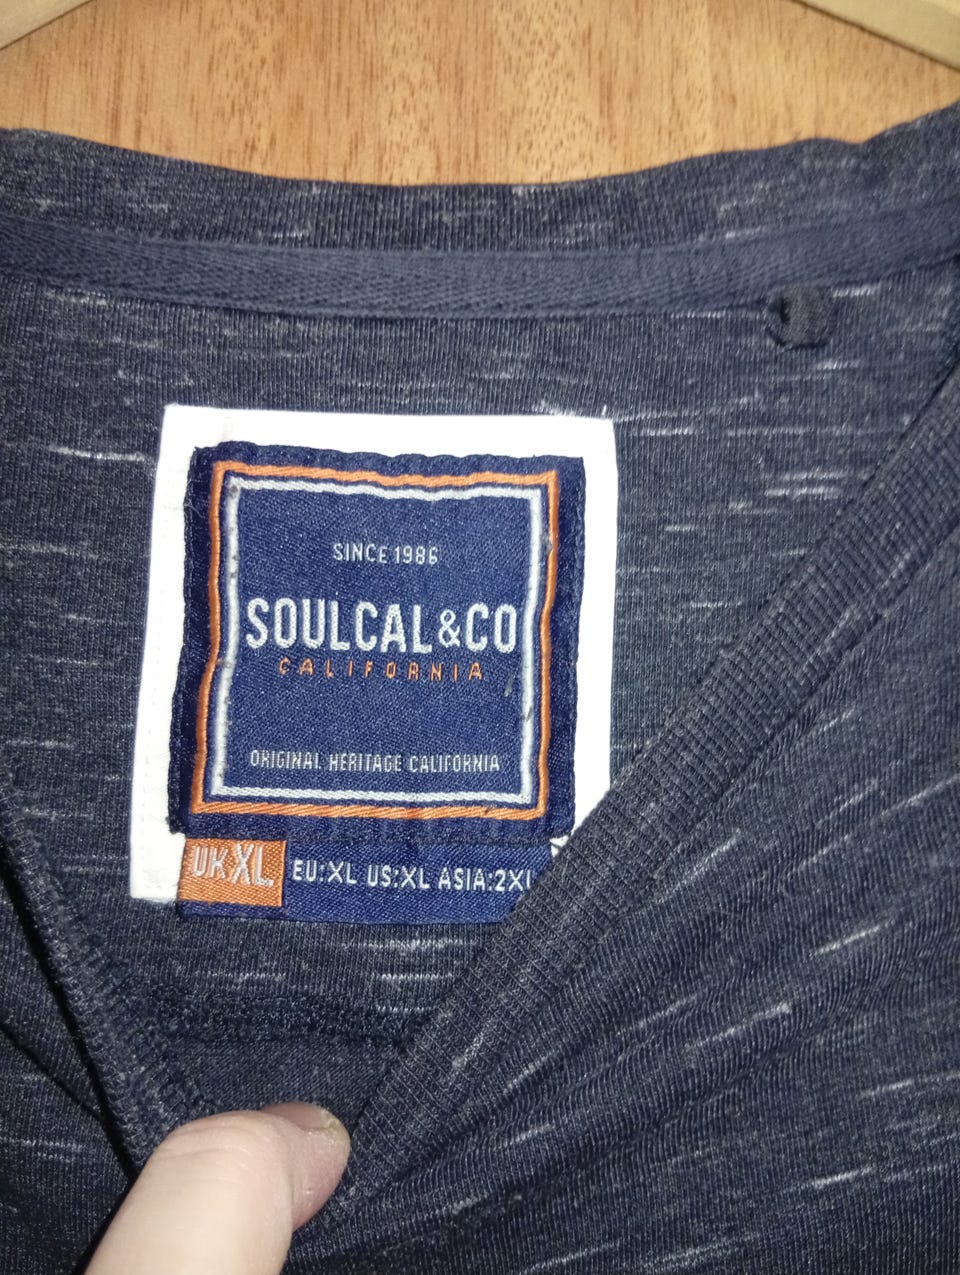 SINCE 1986
SOULCAL&CO
CALIFORNIA
ORIGINAL HERITAGE CALIFORNIA
UK XL EU:XL US:XL ASIA:2XL